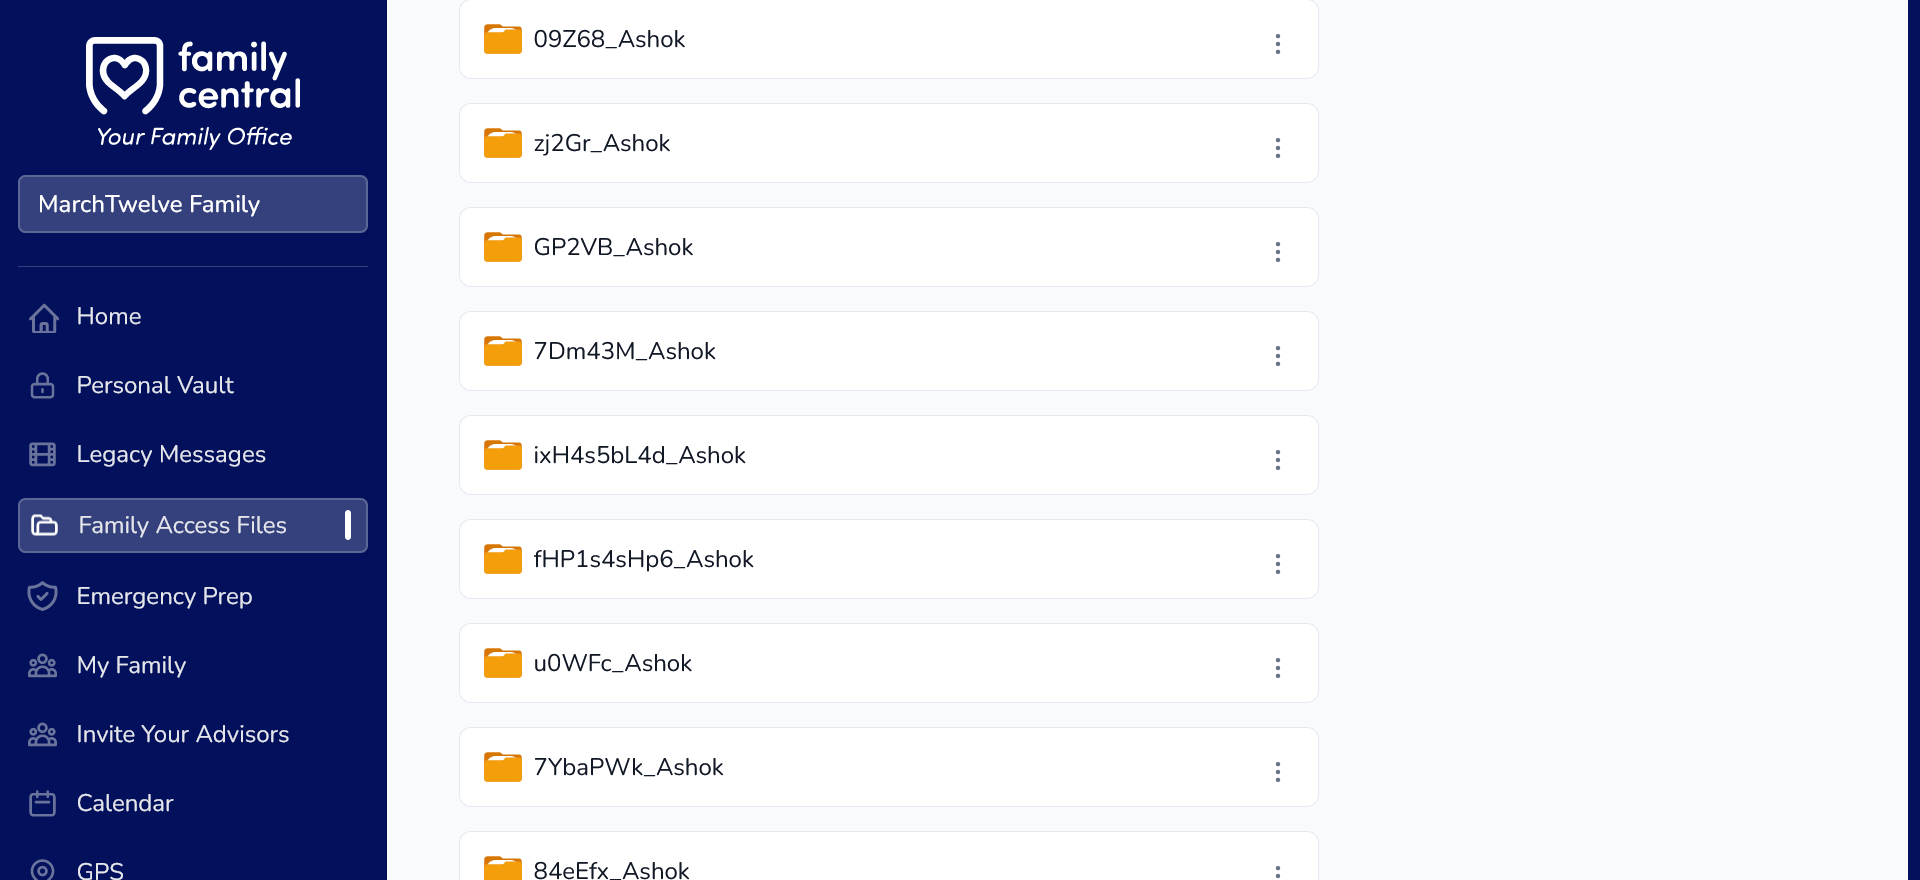 family
central
Your Family Office
MarchTwelve Family
Home
Personal Vault
Legacy Messages
Family Access Files
Emergency Prep
My Family
Invite Your Advisors
Calendar
GPS
09Z68_Ashok
zj2Gr_Ashok
GP2VB_Ashok
7Dm43M_Ashok
ixH4s5bL4d_Ashok
fHP1s4sHp6_Ashok
u0WFc_Ashok
7YbaPWk_Ashok
84eEfx_Ashok